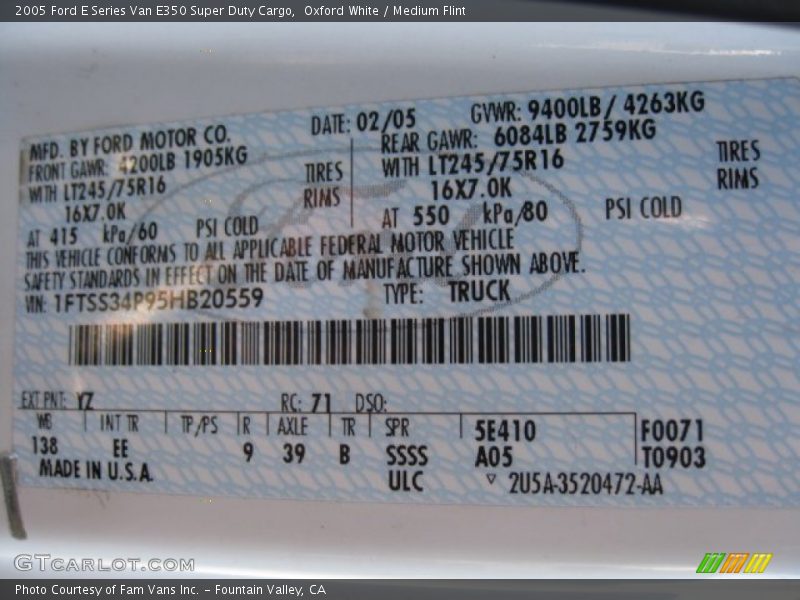 2005 Ford E Series Van E350 Super Duty Cargo, Oxford White / Medium Flint
MFD. BY FORD MOTOR CO. DATE: 02/05 GVWR: 9400LB / 4263KG
FRONT GAWR: 4200LB 1905KG REAR GAWR: 6084LB 2759KG
WITH LT245/75R16 TIRES WITH LT245/75R16 TIRES
16X7.0K RIMS 16X7.0K RIMS
AT 415 kPa/60 PSI COLD AT 550 kPa/80 PSI COLD
THIS VEHICLE CONFORMS TO ALL APPLICABLE FEDERAL MOTOR VEHICLE
SAFETY STANDARDS IN EFFECT ON THE DATE OF MANUFACTURE SHOWN ABOVE.
VIN: 1FTSS34P95HB20559 TYPE: TRUCK
EXT PNT: YZ RC: 71 DSO:
WB INT TR TP/PS R AXLE TR SPR 5E410 F0071
138 EE 9 39 B SSSS A05 T0903
MADE IN U.S.A. ULC ▽ 2U5A-3520472-AA
GTCARLOT.COM
Photo Courtesy of Fam Vans Inc. – Fountain Valley, CA